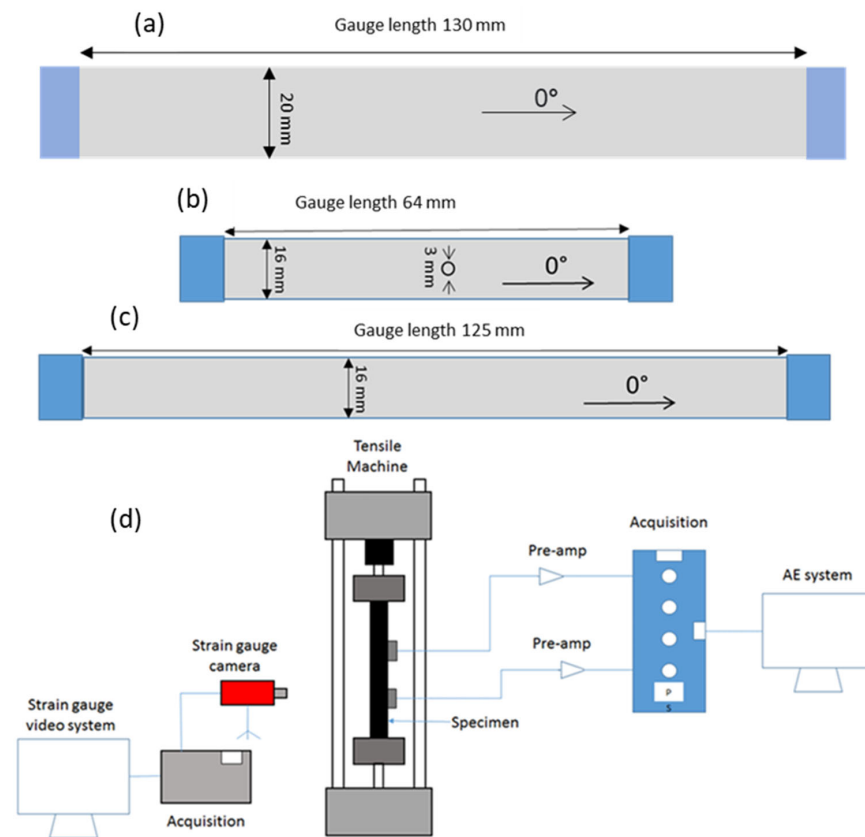 (a)
Gauge length 130 mm
20 mm
0°
(b)
Gauge length 64 mm
16 mm
3 mm
0°
(c)
Gauge length 125 mm
16 mm
0°
Tensile
Machine
(d)
Acquisition
Pre-amp
AE system
Strain gauge
camera
Pre-amp
Strain gauge
video system
P
S
Specimen
Acquisition